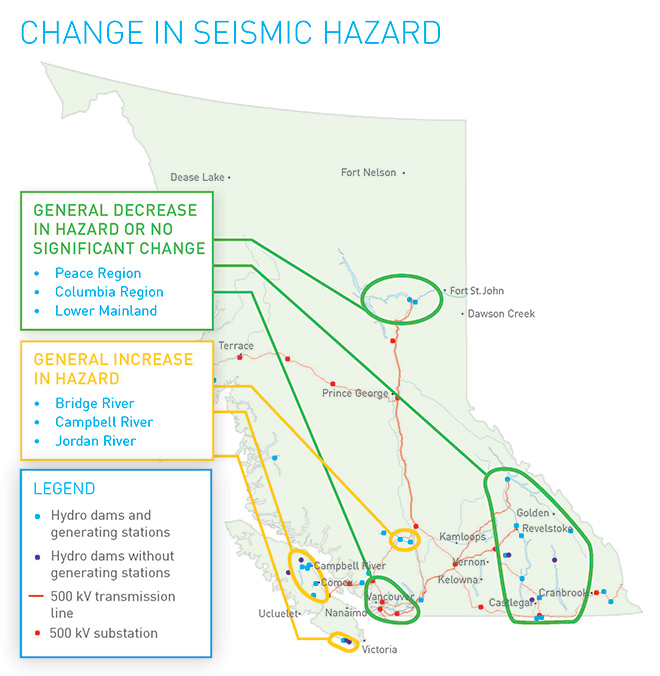 CHANGE IN SEISMIC HAZARD
Dease Lake
Fort Nelson
GENERAL DECREASE
IN HAZARD OR NO
SIGNIFICANT CHANGE
• Peace Region
• Columbia Region
• Lower Mainland
Fort St.John
Dawson Creek
Terrace
GENERAL INCREASE
IN HAZARD
• Bridge River
• Campbell River
• Jordan River
Prince George
LEGEND
Hydro dams and
generating stations
Hydro dams without
generating stations
500 kV transmission
line
500 kV substation
Golden
Revelstoke
Kamloops
Vernon
Kelowna
Campbell River
Comox
Vancouver
Castlegar
Cranbrook
Ucluelet
Nanaimo
Victoria